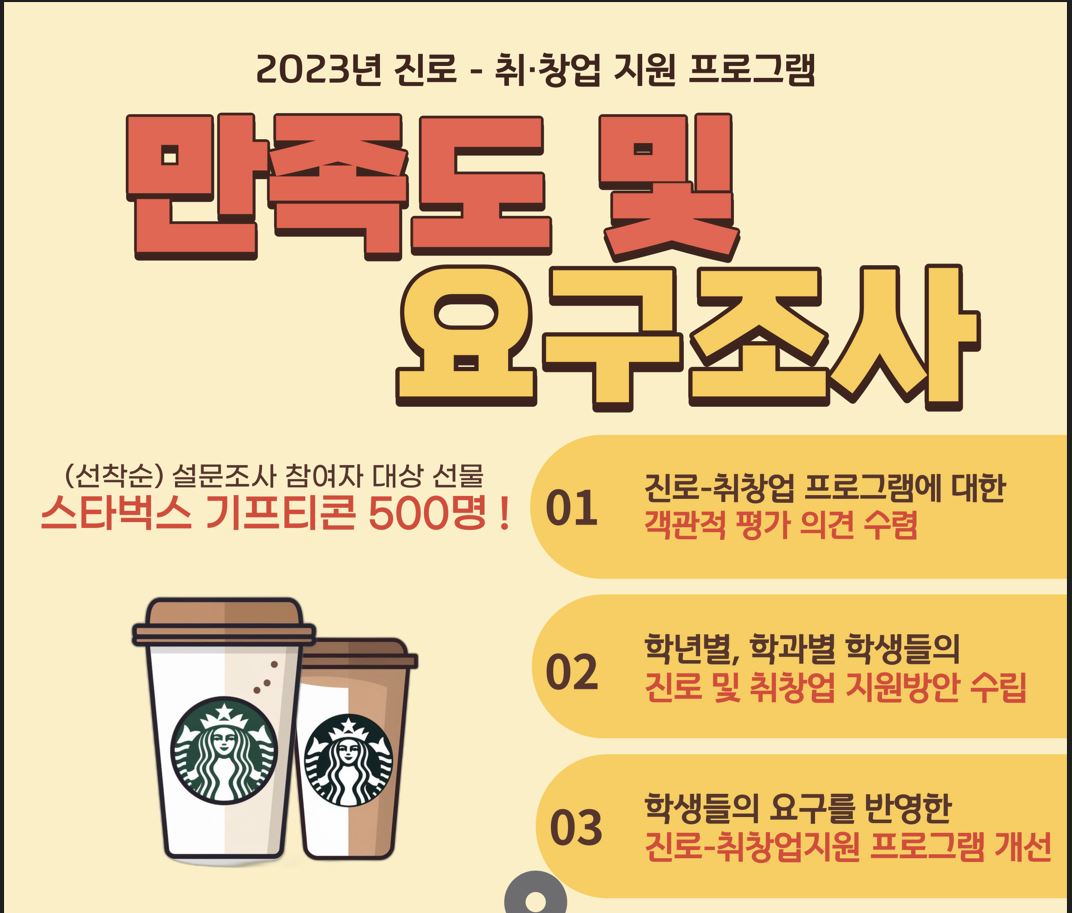 2023년 진로 - 취·창업 지원 프로그램
만족도 및
요구조사
(선착순) 설문조사 참여자 대상 선물
스타벅스 기프티콘 500명 !
01
진로-취창업 프로그램에 대한
객관적 평가 의견 수렴
02
학년별, 학과별 학생들의
진로 및 취창업 지원방안 수립
03
학생들의 요구를 반영한
진로-취창업지원 프로그램 개선